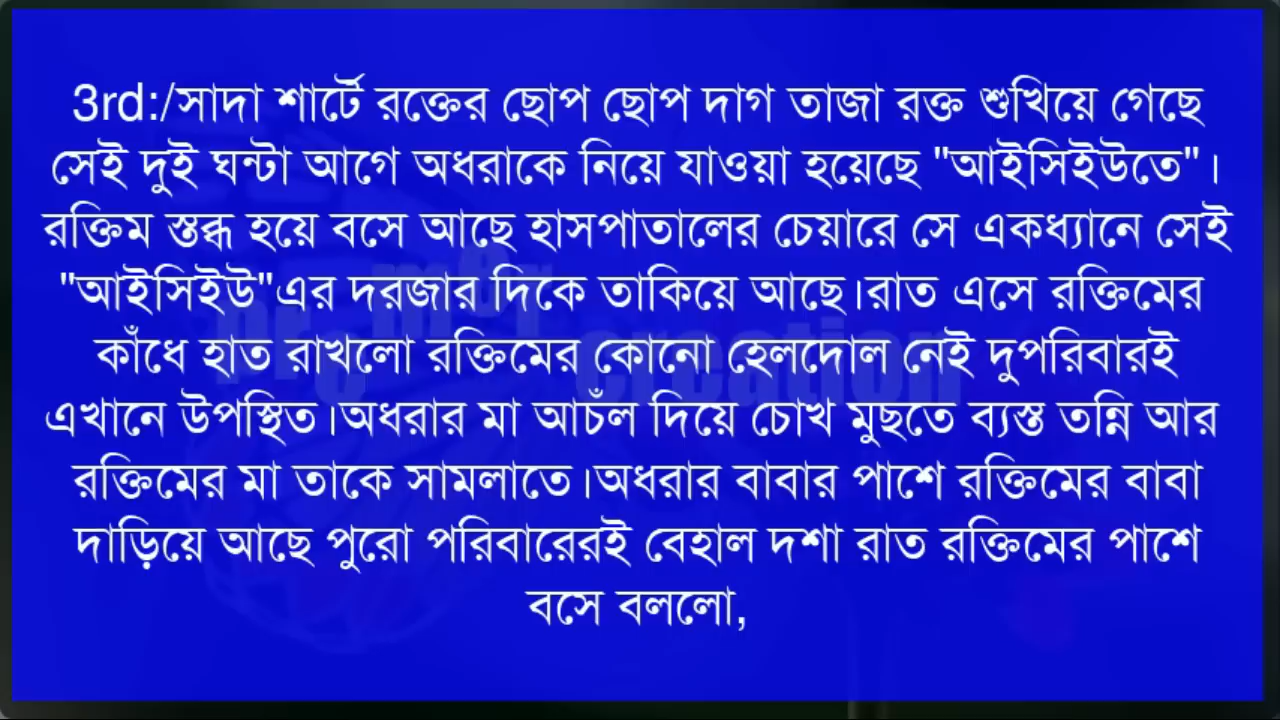 3rd:/সাদা শার্টে রক্তের ছোপ ছোপ দাগ তাজা রক্ত শুখিয়ে গেছে
সেই দুই ঘন্টা আগে অধরাকে নিয়ে যাওয়া হয়েছে "আইসিইউতে"।
রক্তিম স্তব্ধ হয়ে বসে আছে হাসপাতালের চেয়ারে সে একধ্যানে সেই
"আইসিইউ"এর দরজার দিকে তাকিয়ে আছে।রাত এসে রক্তিমের
কাঁধে হাত রাখলো রক্তিমের কোনো হেলদোল নেই দুপরিবারই
এখানে উপস্থিত।অধরার মা আচঁল দিয়ে চোখ মুছতে ব্যস্ত তন্নি আর
রক্তিমের মা তাকে সামলাতে।অধরার বাবার পাশে রক্তিমের বাবা
দাড়িয়ে আছে পুরো পরিবারেরই বেহাল দশা রাত রক্তিমের পাশে
বসে বললো,
creation